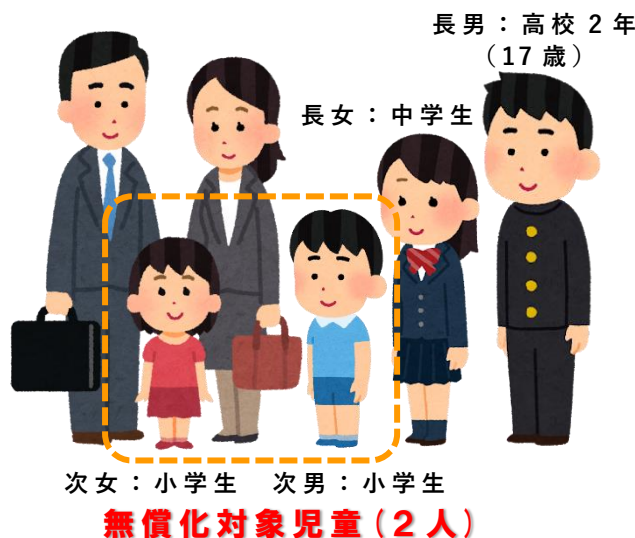 長男：高校２年
（17歳）
長女：中学生
次女：小学生　次男：小学生
無償化対象児童（２人）